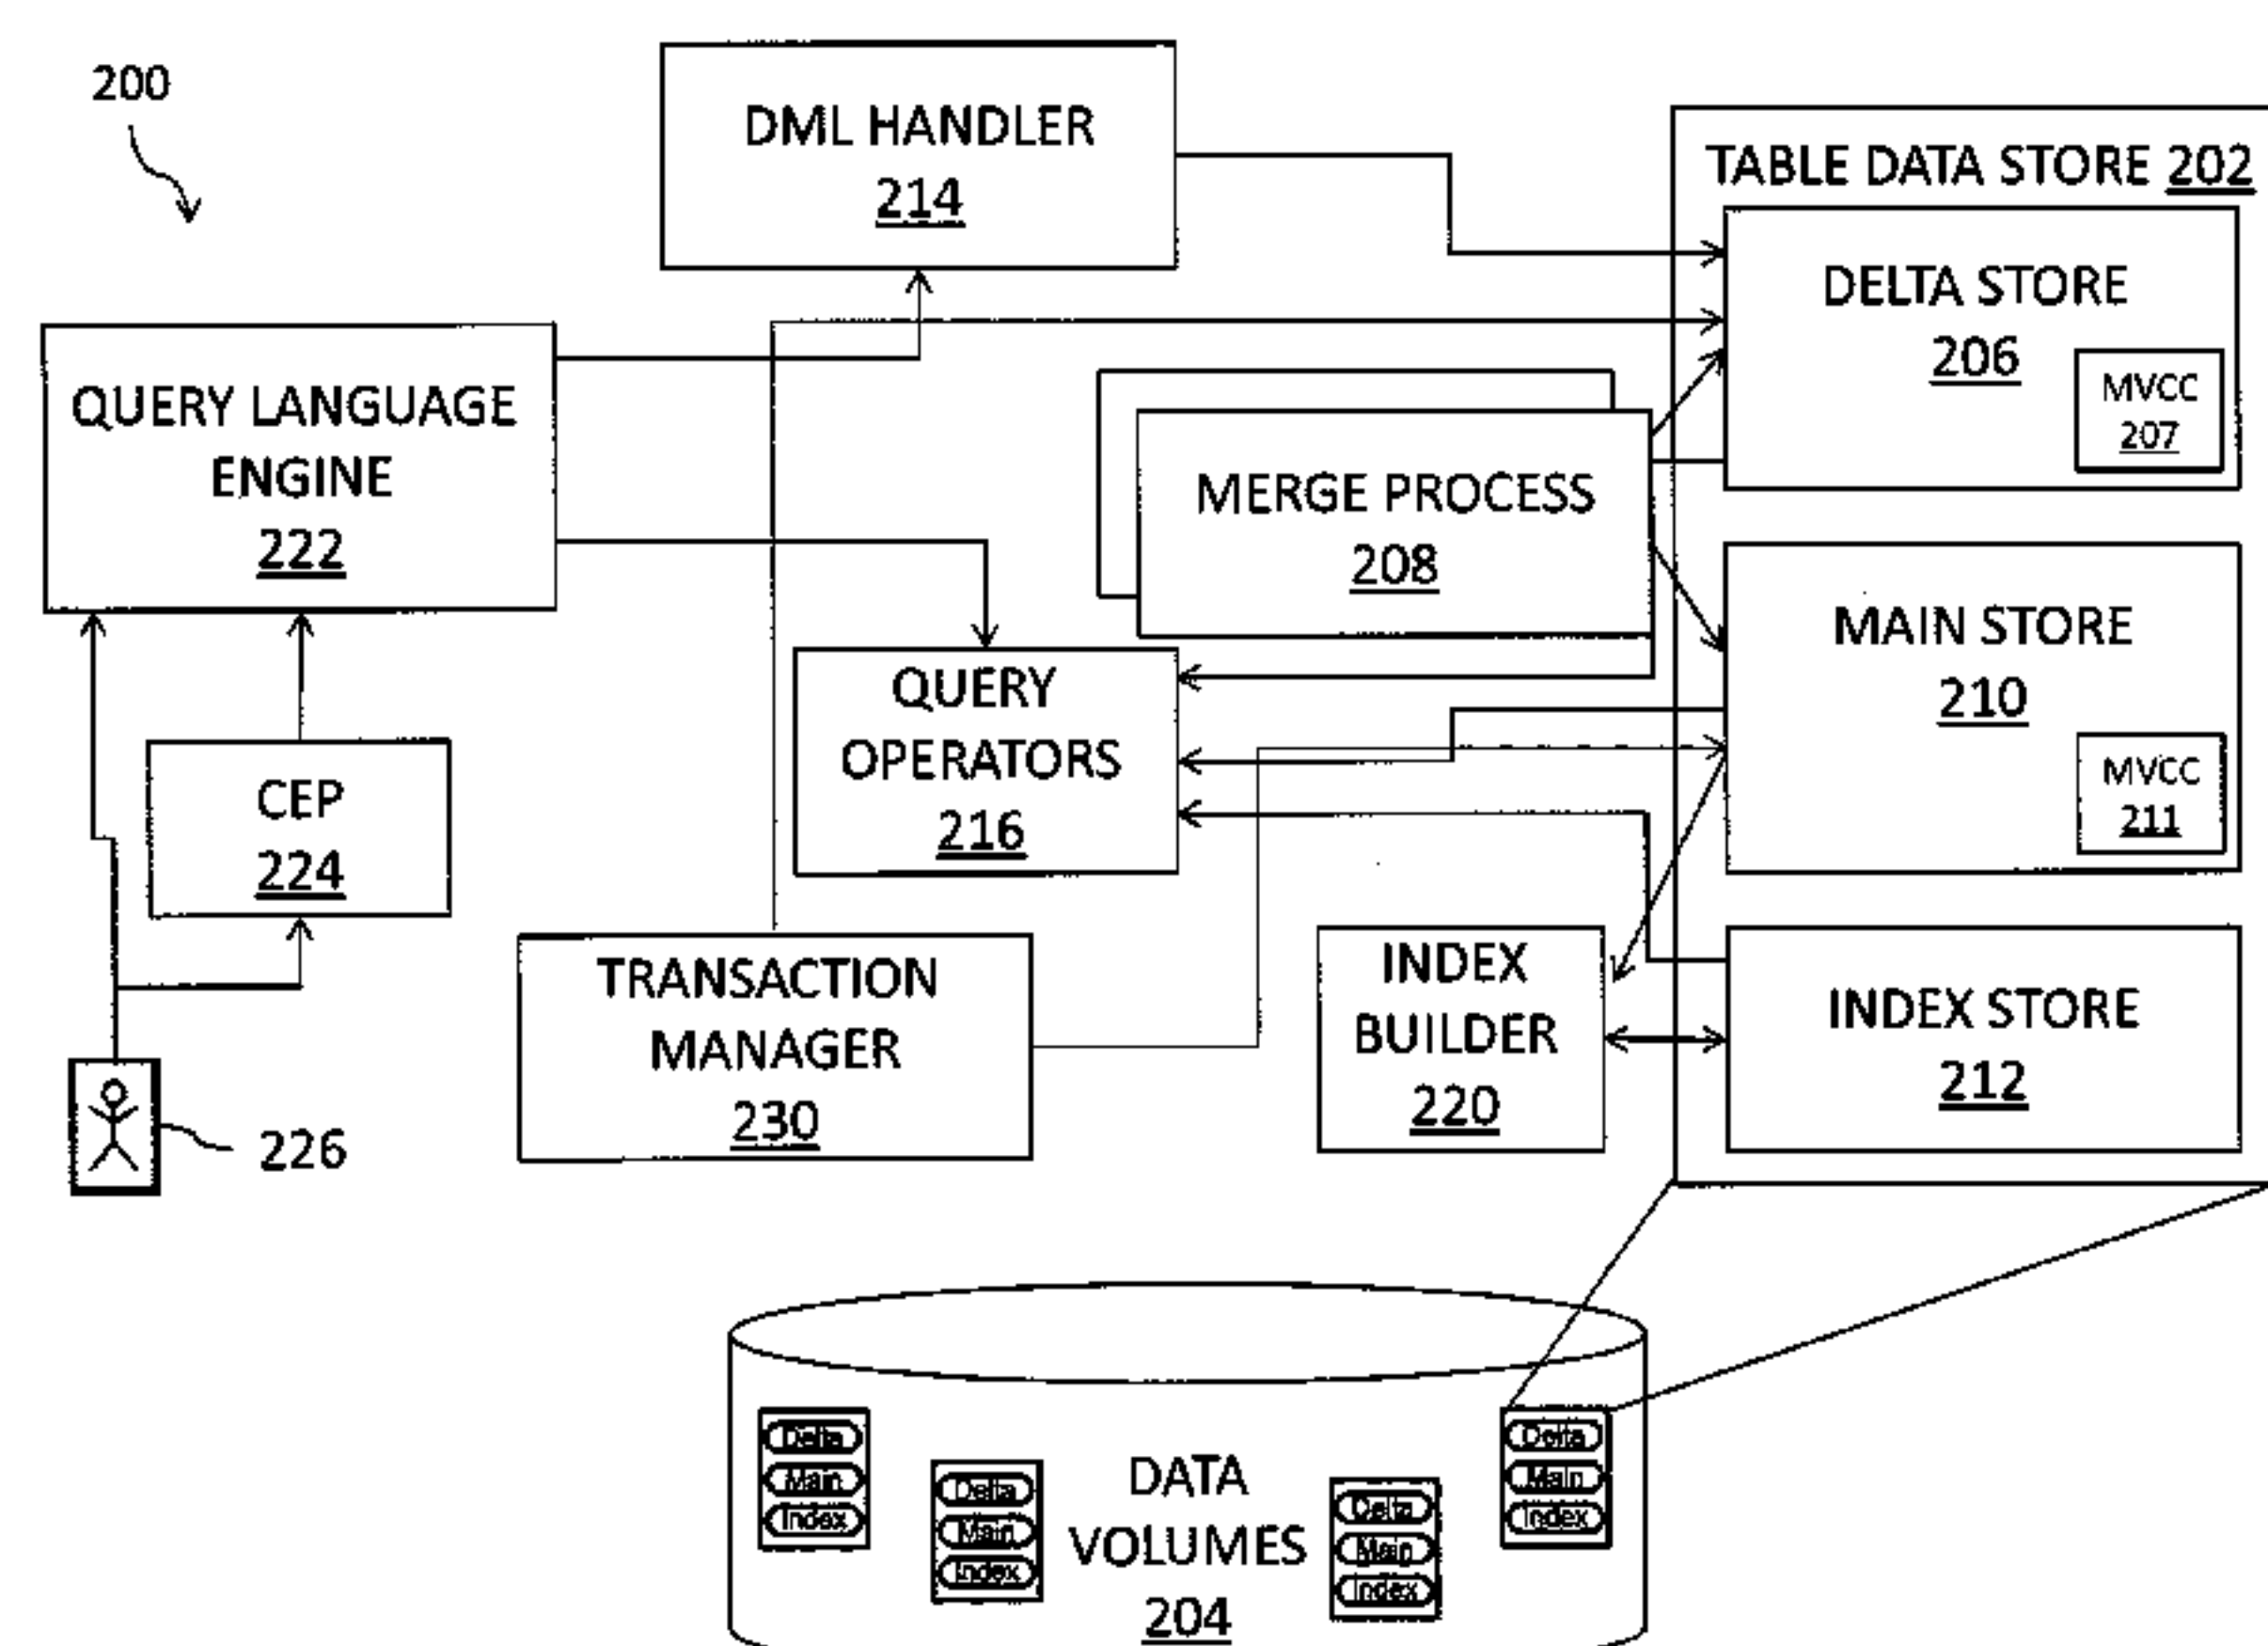 200
DML HANDLER
214
TABLE DATA STORE 202
DELTA STORE
206
MVCC
207
QUERY LANGUAGE
ENGINE
222
MERGE PROCESS
208
MAIN STORE
210
MVCC
211
QUERY
OPERATORS
216
CEP
224
TRANSACTION
MANAGER
230
INDEX
BUILDER
220
INDEX STORE
212
226
Delta
Main
Index
Delta
Main
Index
DATA
VOLUMES
204
Delta
Main
Index
Delta
Main
Index